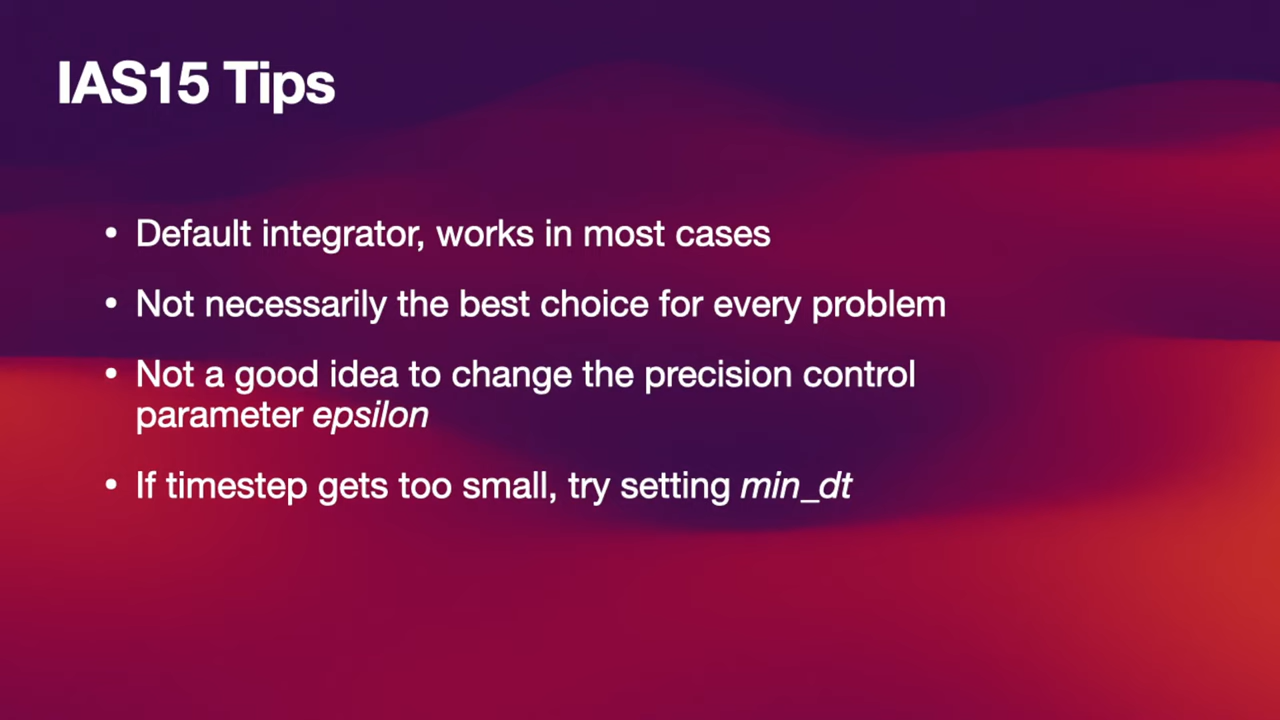 IAS15 Tips
• Default integrator, works in most cases
• Not necessarily the best choice for every problem
• Not a good idea to change the precision control
parameter epsilon
• If timestep gets too small, try setting min_dt